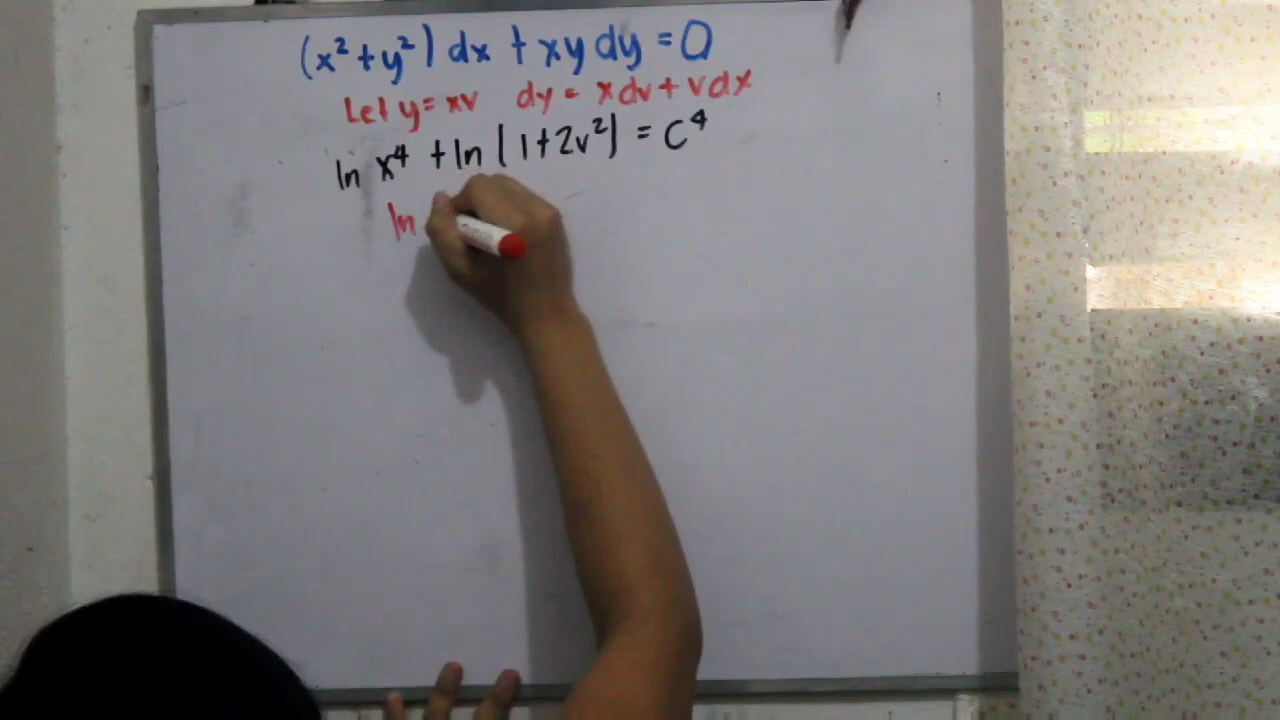 (x² + y²) dx + xy dy = 0
Let y = xv dy = x dv + v dx
ln x⁴ + ln (1 + 2v²) = C⁴
ln